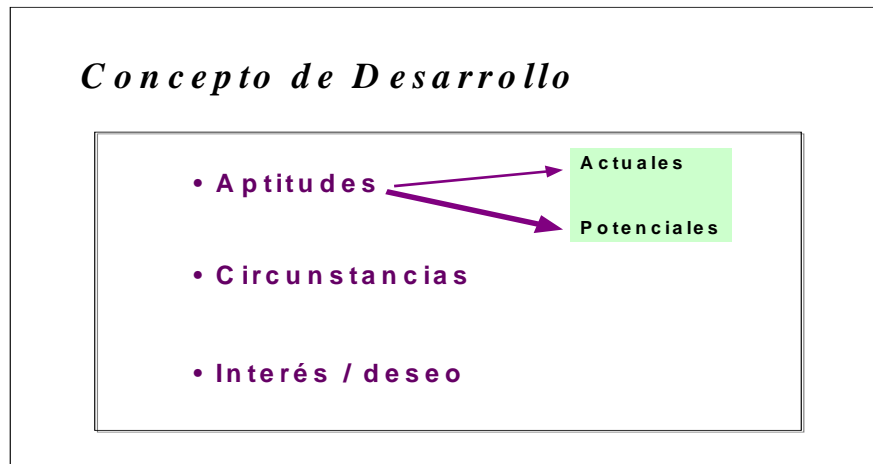 Concepto de Desarrollo
• Aptitudes
Actuales
Potenciales
• Circunstancias
• Interés / deseo